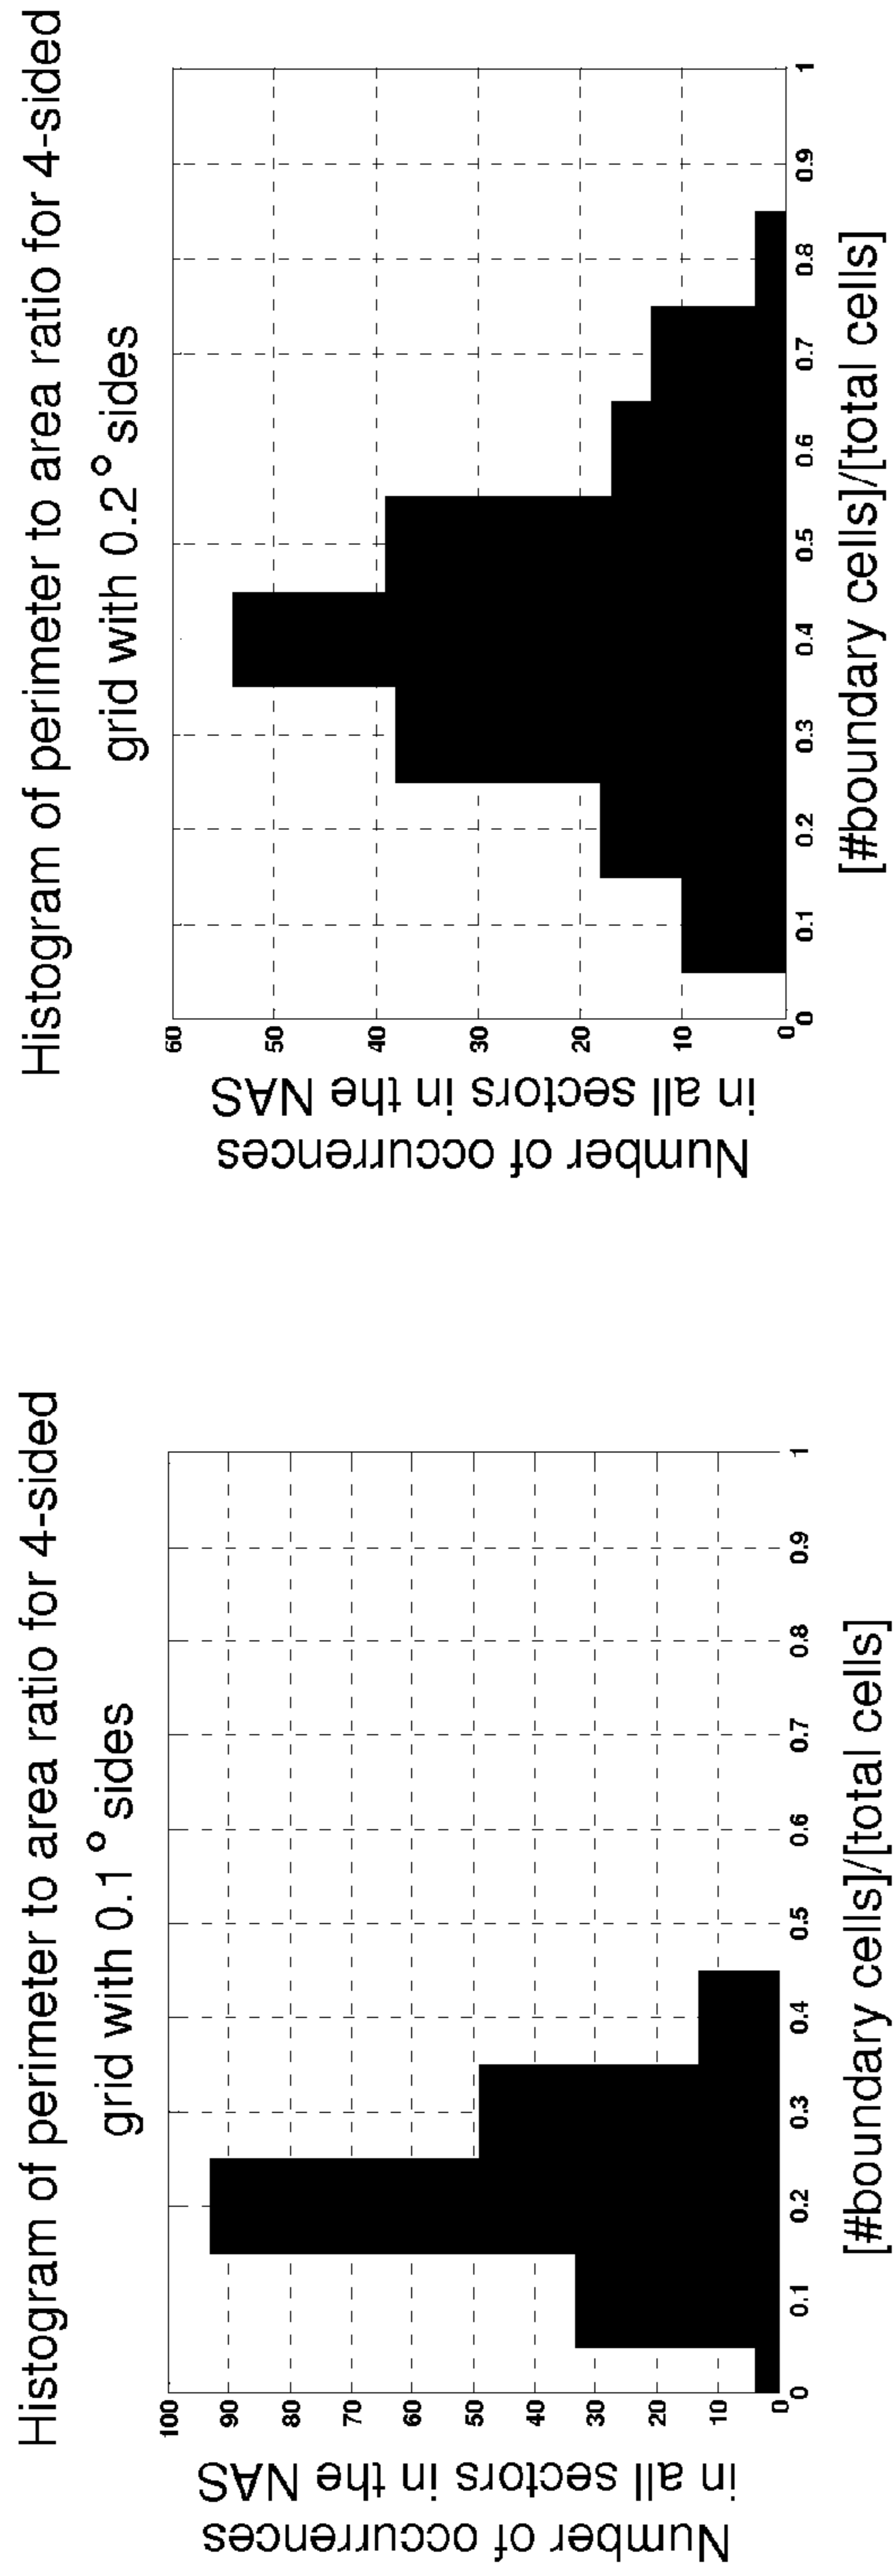 Histogram of perimeter to area ratio for 4-sided
grid with 0.1° sides
Number of occurrences
in all sectors in the NAS
100
90
80
70
60
50
40
30
20
10
0
0 0.1 0.2 0.3 0.4 0.5 0.6 0.7 0.8 0.9 1
[#boundary cells]/[total cells]
Histogram of perimeter to area ratio for 4-sided
grid with 0.2° sides
Number of occurrences
in all sectors in the NAS
60
50
40
30
20
10
0
0 0.1 0.2 0.3 0.4 0.5 0.6 0.7 0.8 0.9 1
[#boundary cells]/[total cells]